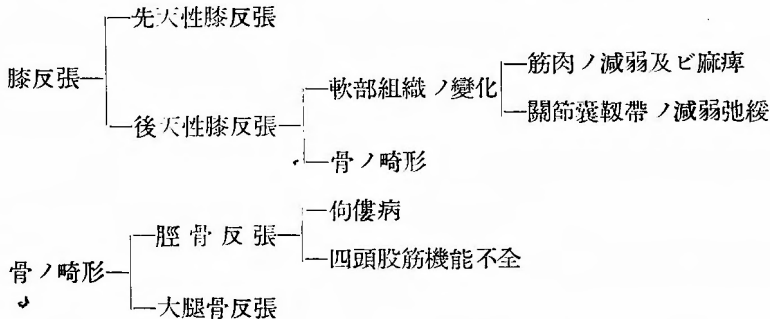 先天性膝反張
膝反張
後天性膝反張
軟部組織ノ變化
筋肉ノ減弱及ビ麻痺
關節囊靱帶ノ減弱弛緩
骨ノ畸形
骨ノ畸形
脛骨反張
佝僂病
四頭股筋機能不全
大腿骨反張